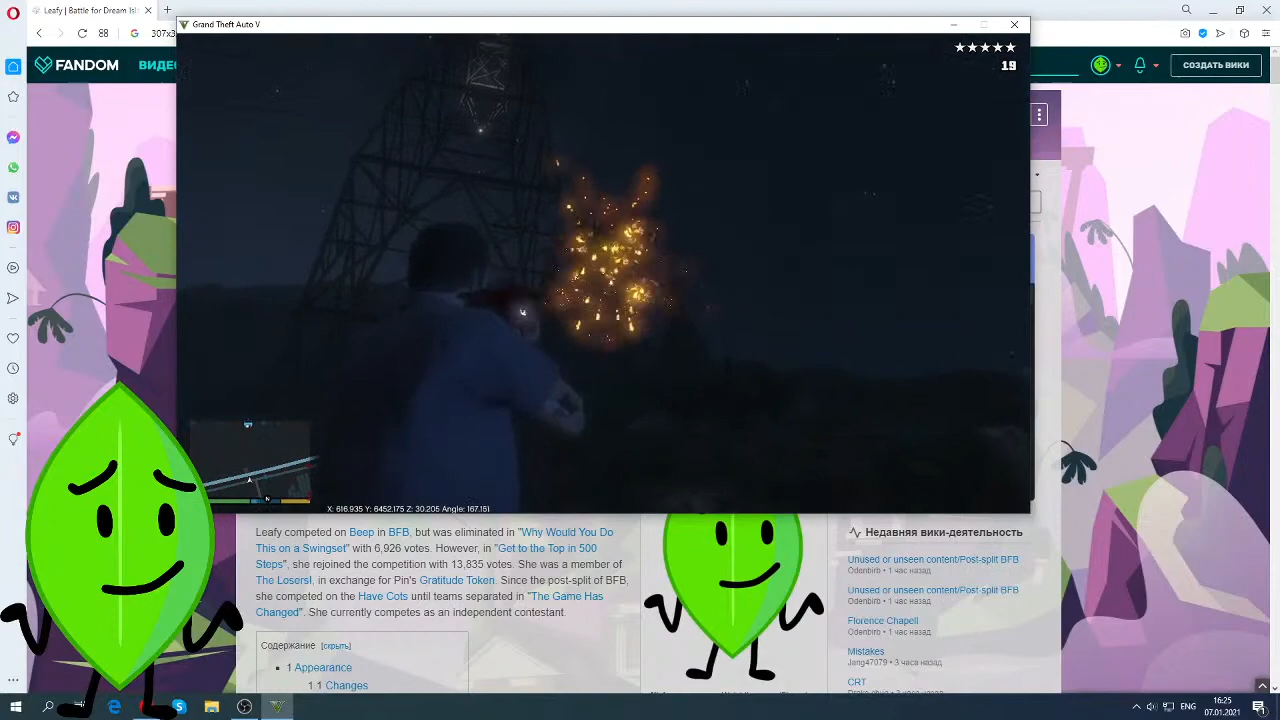 Leafy | Battle for Dream Isl
Grand Theft Auto V
307x3
FANDOM
ВИДЕО
СОЗДАТЬ ВИКИ
19
N
X: 616.935 Y: 6452.175 Z: 30.205 Angle: 167.151
Leafy competed on Beep in BFB, but was eliminated in "Why Would You Do
This on a Swingset" with 6,926 votes. However, in "Get to the Top in 500
Steps", she rejoined the competition with 13,835 votes. She was a member of
The Losers!, in exchange for Pin's Gratitude Token. Since the post-split of BFB,
she competed on the Have Cots until teams separated in "The Game Has
Changed". She currently competes as an independent contestant.
Содержание [скрыть]
1 Appearance
1.1 Changes
Недавняя вики-деятельность
Unused or unseen content/Post-split BFB
Odenbirb • 1 час назад
Unused or unseen content/Post-split BFB
Odenbirb • 1 час назад
Florence Chapell
Odenbirb • 1 час назад
Mistakes
Jang47079 • 3 часа назад
CRT
ENG
16:25
07.01.2021